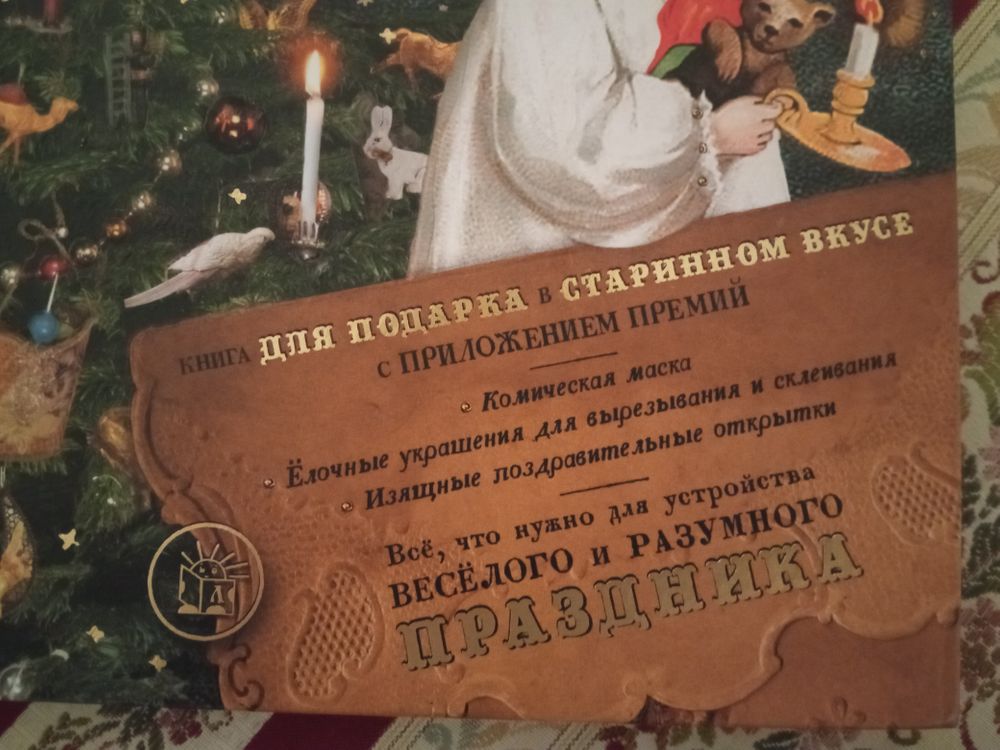 КНИГА ДЛЯ ПОДАРКА В СТАРИННОМ ВКУСЕ
С ПРИЛОЖЕНИЕМ ПРЕМИЙ
• Комическая маска
• Ёлочные украшения для вырезывания и склеивания
• Изящные поздравительные открытки
Всё, что нужно для устройства
ВЕСЁЛОГО И РАЗУМНОГО
ПРАЗДНИКА